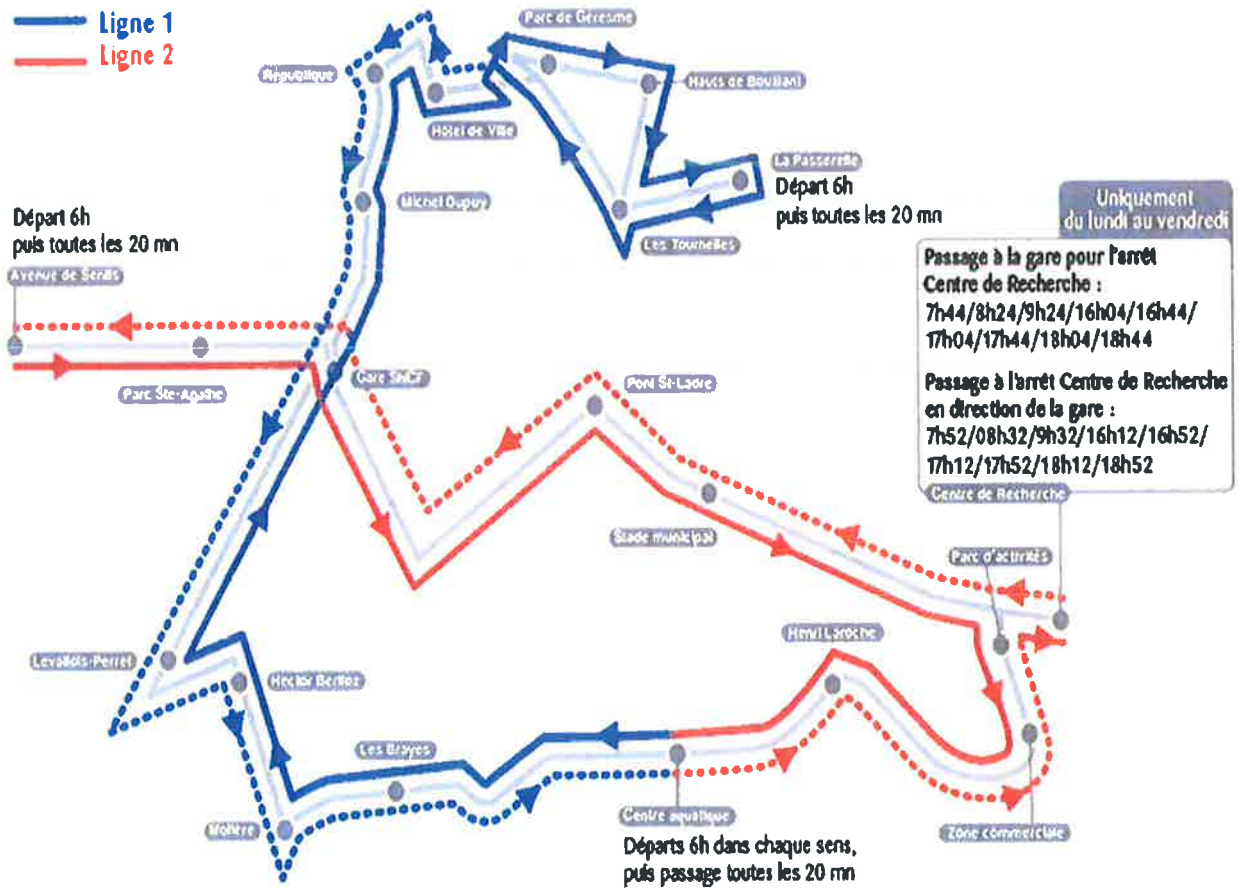 Ligne 1
Ligne 2
Parc de Géresme
République
Hauts de Bouillant
Hôtel de Ville
La Passerelle
Départ 6h
puis toutes les 20 mn
Michel Dupuy
Les Tournelles
Départ 6h
puis toutes les 20 mn
Avenue de Senlis
Uniquement
du lundi au vendredi
Passage à la gare pour l'arrêt
Centre de Recherche :
7h44/8h24/9h24/16h04/16h44/
17h04/17h44/18h04/18h44
Passage à l'arrêt Centre de Recherche
en direction de la gare :
7h52/08h32/9h32/16h12/16h52/
17h12/17h52/18h12/18h52
Parc Ste-Agathe
Gare SNCF
Pont St-Ladre
Centre de Recherche
Stade municipal
Parc d'activités
Levallois-Perret
Henri Laroche
Hector Berlioz
Les Brayes
Centre aquatique
Molière
Zone commerciale
Départs 6h dans chaque sens,
puis passage toutes les 20 mn